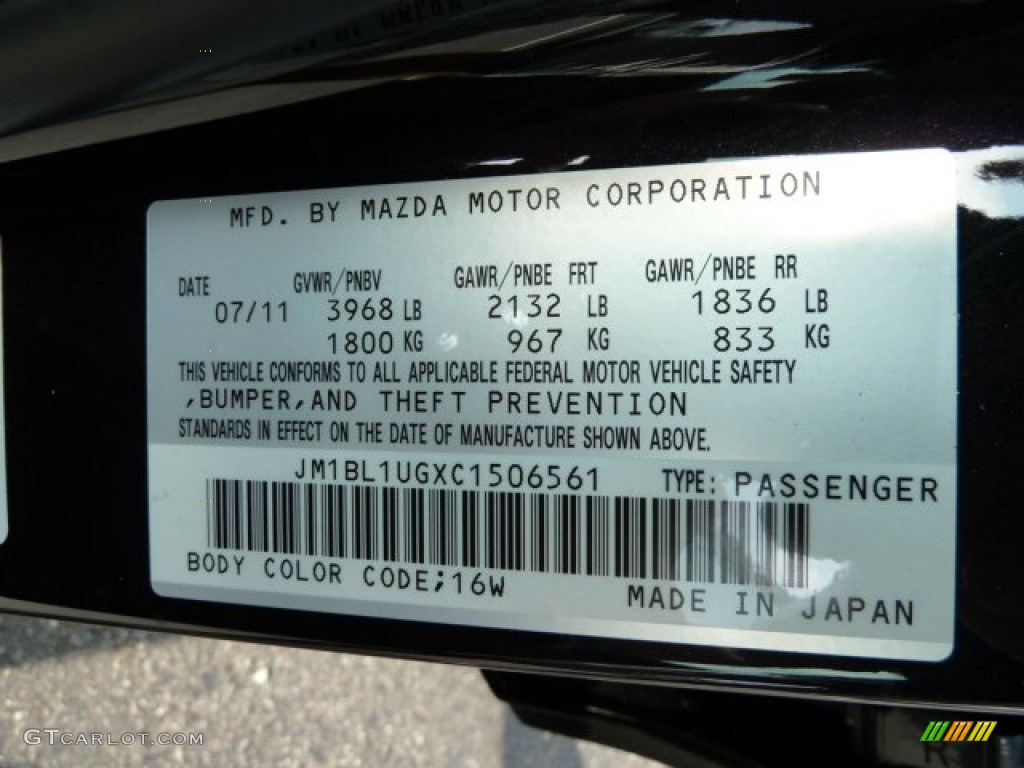 MFD. BY MAZDA MOTOR CORPORATION
DATE GVWR/PNBV GAWR/PNBE FRT GAWR/PNBE RR
07/11 3968 LB 2132 LB 1836 LB
1800 KG 967 KG 833 KG
THIS VEHICLE CONFORMS TO ALL APPLICABLE FEDERAL MOTOR VEHICLE SAFETY
,BUMPER,AND THEFT PREVENTION
STANDARDS IN EFFECT ON THE DATE OF MANUFACTURE SHOWN ABOVE.
JM1BL1UGXC1506561 TYPE: PASSENGER
BODY COLOR CODE;16W
MADE IN JAPAN
GTCARLOT.COM